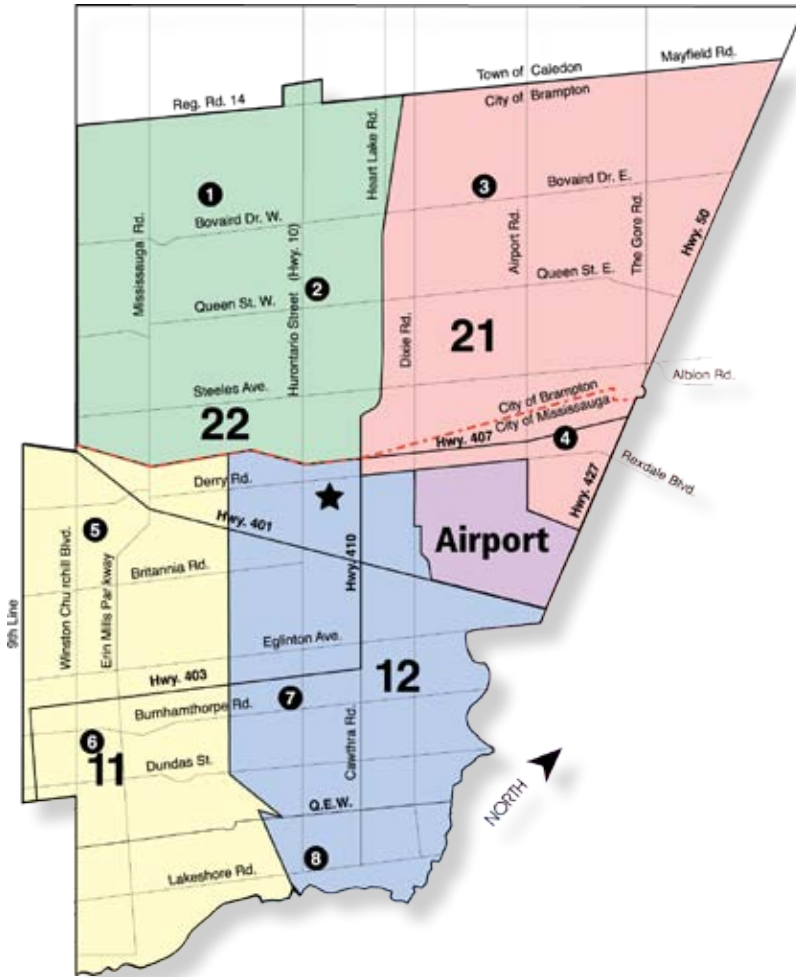 Mayfield Rd.
Town of Caledon
City of Brampton
Reg. Rd. 14
Heart Lake Rd.
1
3
Bovaird Dr. E.
Bovaird Dr. W.
Mississauga Rd.
Hurontario Street (Hwy. 10)
Airport Rd.
The Gore Rd.
Hwy. 50
2
Queen St. E.
Queen St. W.
Dixie Rd.
21
Albion Rd.
Steeles Ave.
City of Brampton
City of Mississauga
22
Hwy. 407
4
Rexdale Blvd.
Derry Rd.
Hwy. 427
5
Hwy. 401
Airport
Hwy. 410
Britannia Rd.
9th Line
Winston Chu rchill Blvd.
Erin Mills Par kway
Eglinton Ave.
12
Hwy. 403
7
Burnhamthorpe Rd.
6
Cawthra Rd.
11
Dundas St.
NORTH
Q.E.W.
8
Lakeshore Rd.